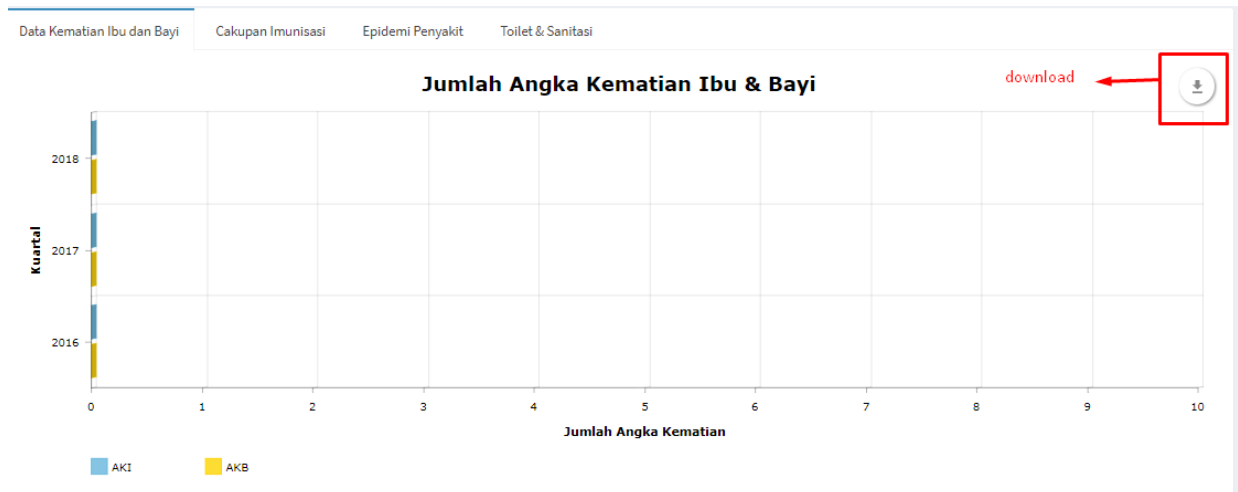 Data Kematian Ibu dan Bayi Cakupan Imunisasi Epidemi Penyakit Toilet & Sanitasi
Jumlah Angka Kematian Ibu & Bayi
download
Kuartal
2018
2017
2016
0 1 2 3 4 5 6 7 8 9 10
Jumlah Angka Kematian
AKI AKB